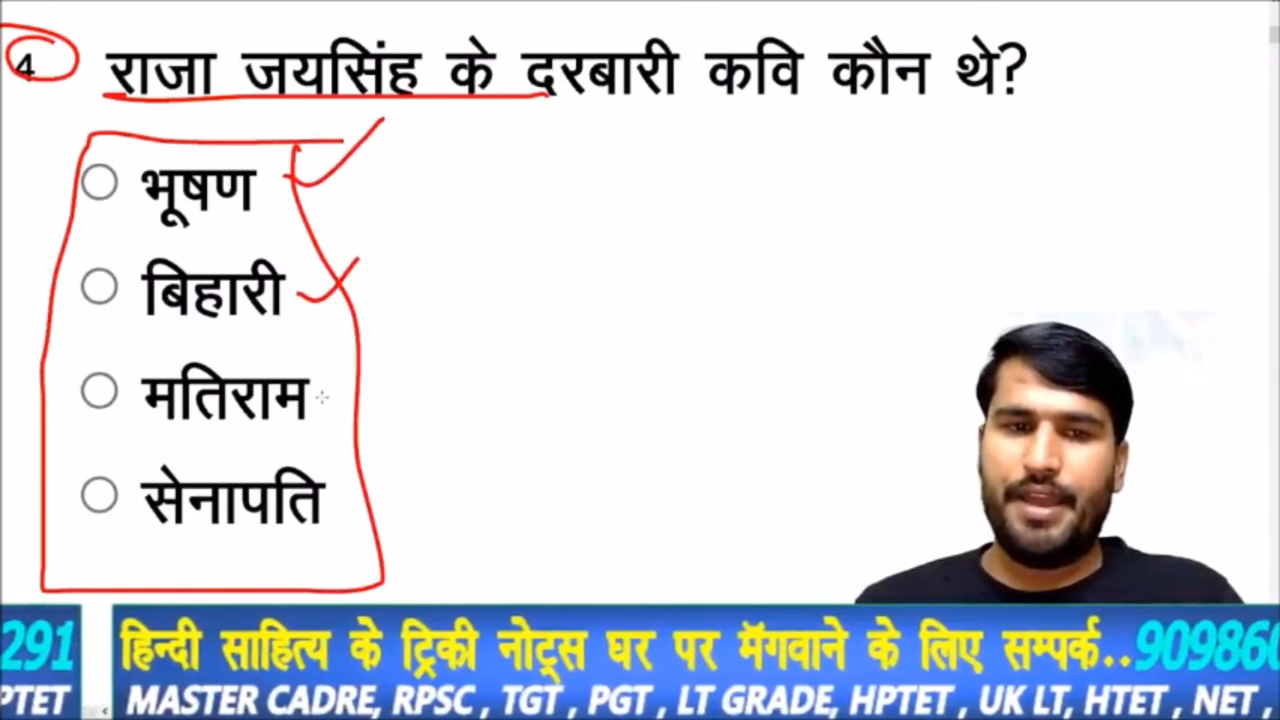 4 राजा जयसिंह के दरबारी कवि कौन थे?
भूषण
बिहारी
मतिराम
सेनापति
291 हिन्दी साहित्य के ट्रिकी नोट्स घर पर मँगवाने के लिए सम्पर्क..909860
PTET MASTER CADRE, RPSC , TGT , PGT , LT GRADE, HPTET , UK LT, HTET , NET ,